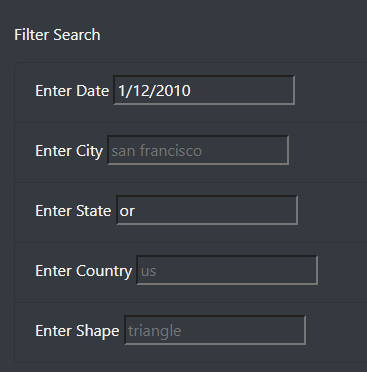 Filter Search
Enter Date 1/12/2010
Enter City san francisco
Enter State or
Enter Country us
Enter Shape triangle